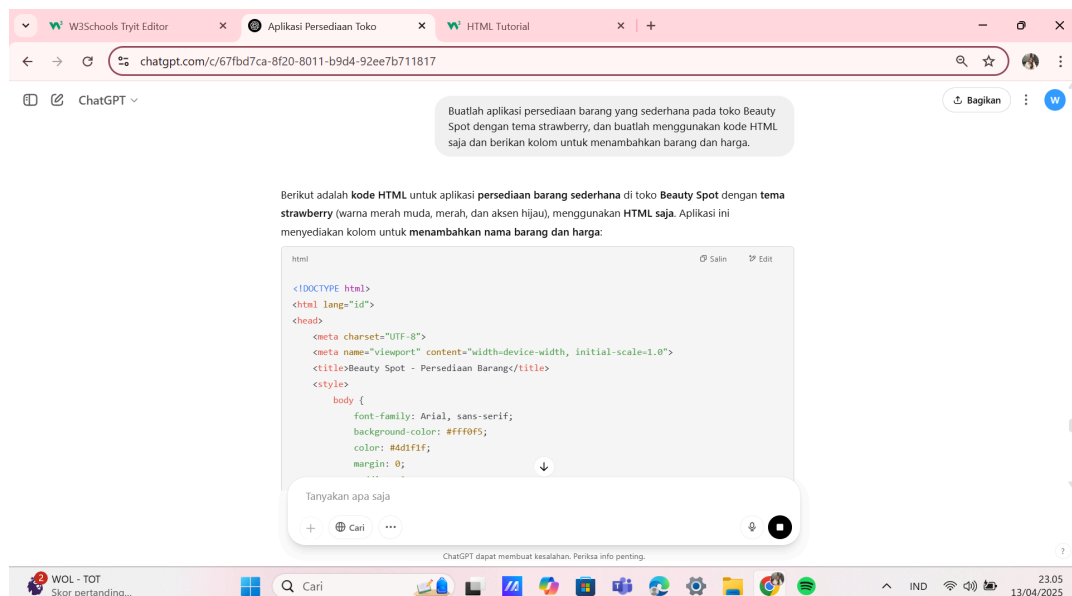 W3Schools Tryit Editor
Aplikasi Persediaan Toko
HTML Tutorial
chatgpt.com/c/67fbd7ca-8f20-8011-b9d4-92ee7b711817
ChatGPT
Bagikan
W
Buatlah aplikasi persediaan barang yang sederhana pada toko Beauty
Spot dengan tema strawberry, dan buatlah menggunakan kode HTML
saja dan berikan kolom untuk menambahkan barang dan harga.
Berikut adalah kode HTML untuk aplikasi persediaan barang sederhana di toko Beauty Spot dengan tema
strawberry (warna merah muda, merah, dan aksen hijau), menggunakan HTML saja. Aplikasi ini
menyediakan kolom untuk menambahkan nama barang dan harga:
html
Salin
Edit
<!DOCTYPE html>
<html lang="id">
<head>
<meta charset="UTF-8">
<meta name="viewport" content="width=device-width, initial-scale=1.0">
<title>Beauty Spot - Persediaan Barang</title>
<style>
body {
font-family: Arial, sans-serif;
background-color: #fff0f5;
color: #4d1f1f;
margin: 0;
Tanyakan apa saja
Cari
ChatGPT dapat membuat kesalahan. Periksa info penting.
?
2
WOL - TOT
Skor pertanding...
Cari
IND
23.05
13/04/2025